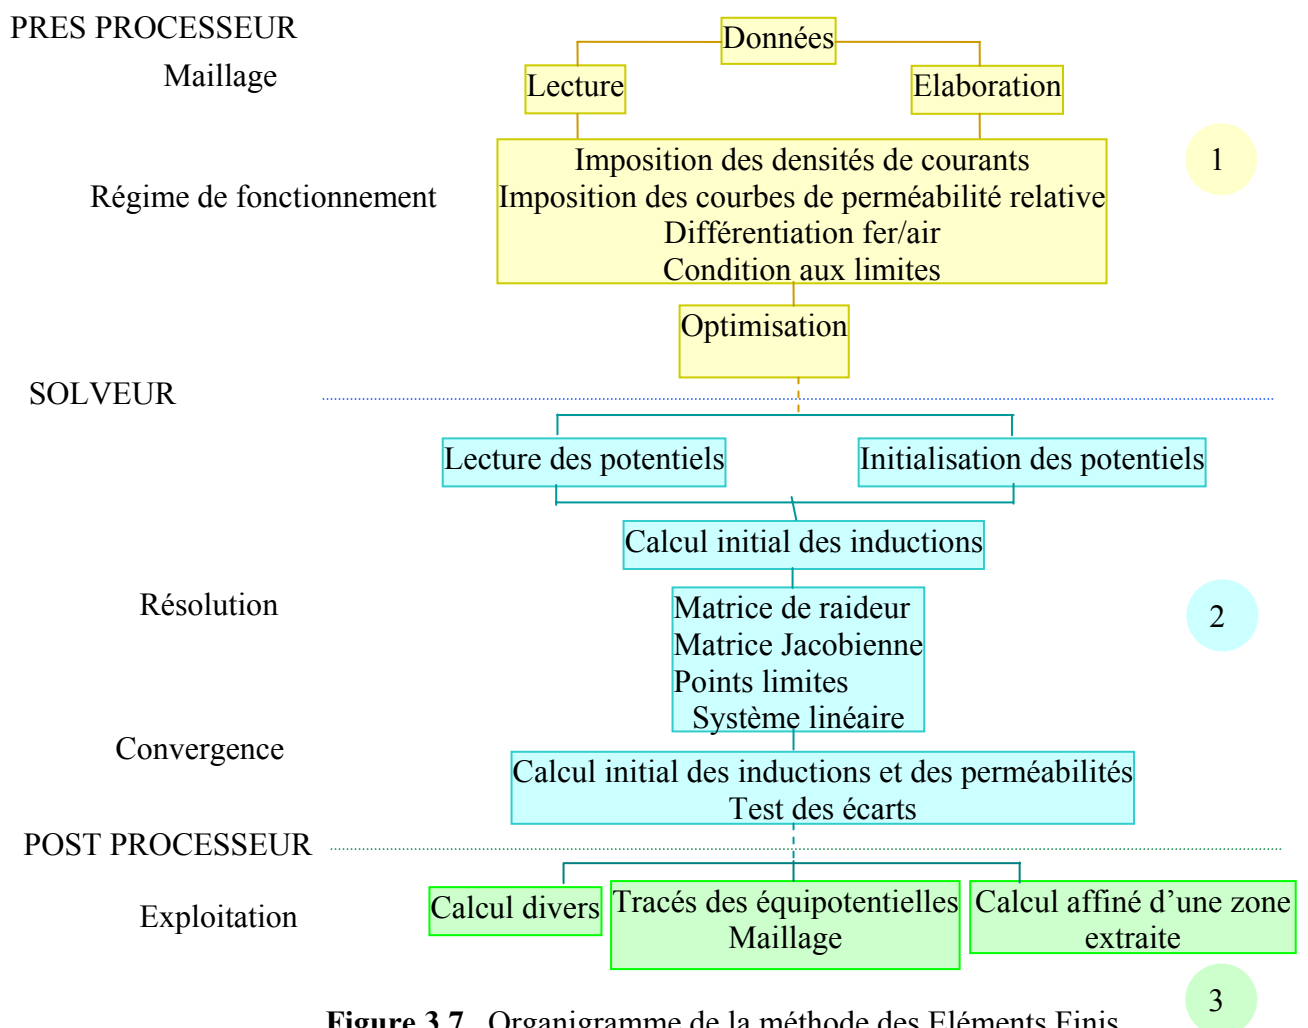 PRES PROCESSEUR
Données
Maillage
Lecture
Elaboration
Imposition des densités de courants
1
Régime de fonctionnement
Imposition des courbes de perméabilité relative
Différentiation fer/air
Condition aux limites
Optimisation
SOLVEUR
Lecture des potentiels
Initialisation des potentiels
Calcul initial des inductions
Résolution
Matrice de raideur
2
Matrice Jacobienne
Points limites
Système linéaire
Convergence
Calcul initial des inductions et des perméabilités
Test des écarts
POST PROCESSEUR
Exploitation
Calcul divers
Tracés des équipotentielles
Maillage
Calcul affiné d’une zone
extraite
3
Figure 3.7 Organigramme de la méthode des Eléments Finis